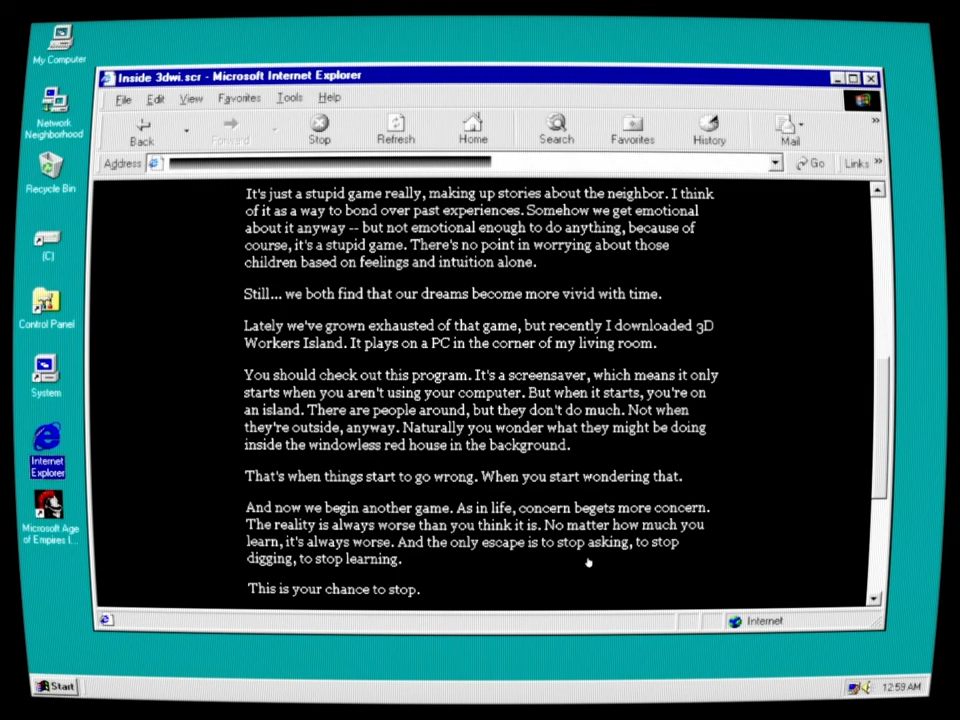 My Computer
Network
Neighborhood
Recycle Bin
(C)
Control Panel
System
Internet
Explorer
Microsoft Age
of Empires I...
Inside 3dwi.scr - Microsoft Internet Explorer
File Edit View Favorites Tools Help
Back Forward Stop Refresh Home Search Favorites History Mail »
Address Go Links »
It's just a stupid game really, making up stories about the neighbor. I think
of it as a way to bond over past experiences. Somehow we get emotional
about it anyway -- but not emotional enough to do anything, because of
course, it's a stupid game. There's no point in worrying about those
children based on feelings and intuition alone.
Still... we both find that our dreams become more vivid with time.
Lately we've grown exhausted of that game, but recently I downloaded 3D
Workers Island. It plays on a PC in the corner of my living room.
You should check out this program. It's a screensaver, which means it only
starts when you aren't using your computer. But when it starts, you're on
an island. There are people around, but they don't do much. Not when
they're outside, anyway. Naturally you wonder what they might be doing
inside the windowless red house in the background.
That's when things start to go wrong. When you start wondering that.
And now we begin another game. As in life, concern begets more concern.
The reality is always worse than you think it is. No matter how much you
learn, it's always worse. And the only escape is to stop asking, to stop
digging, to stop learning.
This is your chance to stop.
Internet
Start
12:59 AM